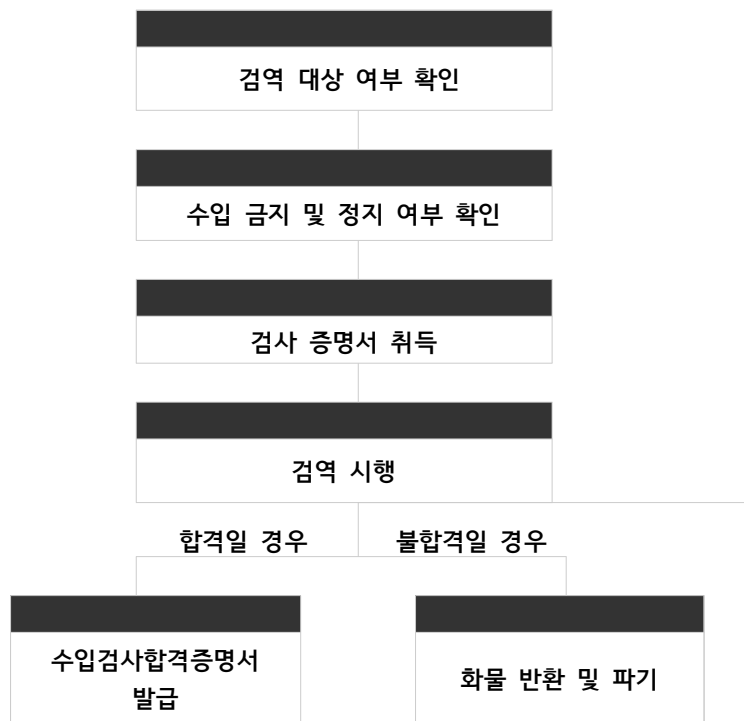 검역 대상 여부 확인
수입 금지 및 정지 여부 확인
검사 증명서 취득
검역 시행
합격일 경우
불합격일 경우
수입검사합격증명서
발급
화물 반환 및 파기